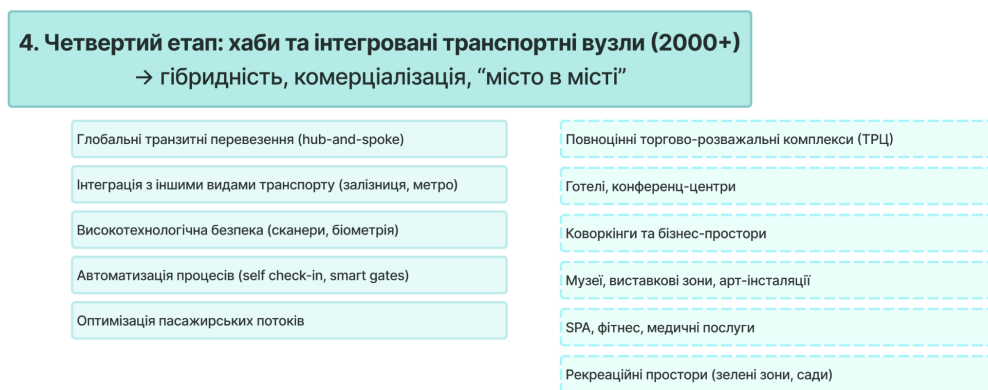 4. Четвертий етап: хаби та інтегровані транспортні вузли (2000+)
→ гібридність, комерціалізація, “місто в місті”
Глобальні транзитні перевезення (hub-and-spoke)
Інтеграція з іншими видами транспорту (залізниця, метро)
Високотехнологічна безпека (сканери, біометрія)
Автоматизація процесів (self check-in, smart gates)
Оптимізація пасажирських потоків
Повноцінні торгово-розважальні комплекси (ТРЦ)
Готелі, конференц-центри
Коворкінги та бізнес-простори
Музеї, виставкові зони, арт-інсталяції
SPA, фітнес, медичні послуги
Рекреаційні простори (зелені зони, сади)